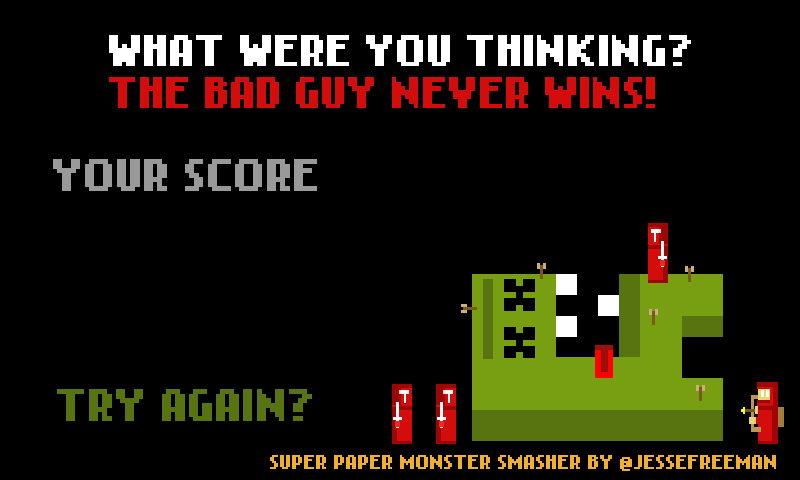 WHAT WERE YOU THINKING?
THE BAD GUY NEVER WINS!
YOUR SCORE
TRY AGAIN?
SUPER PAPER MONSTER SMASHER BY @JESSEFREEMAN